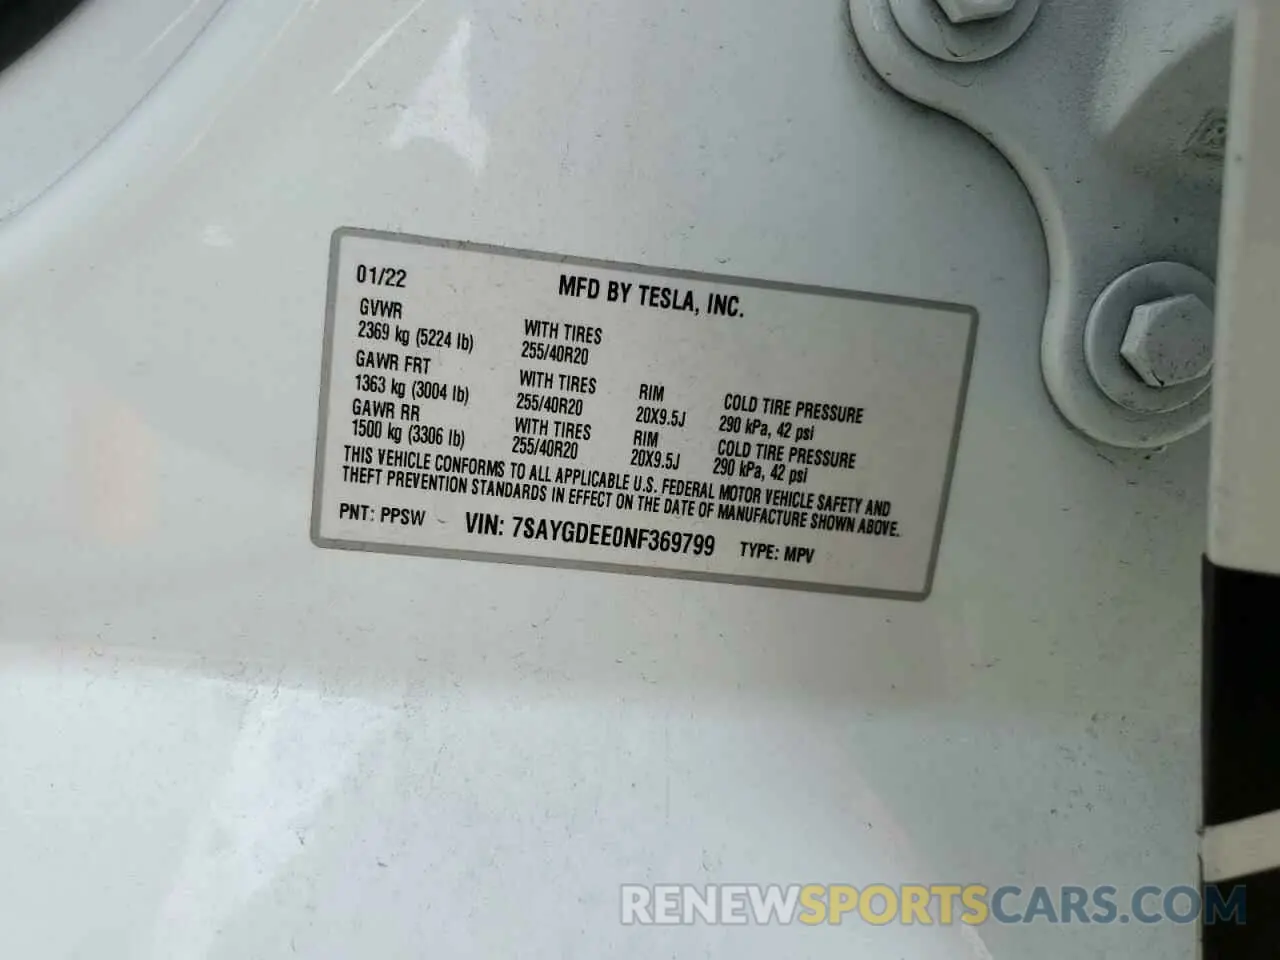 01/22 MFD BY TESLA, INC.
GVWR
2369 kg (5224 lb) WITH TIRES 255/40R20
GAWR FRT
1363 kg (3004 lb) WITH TIRES 255/40R20 RIM 20X9.5J COLD TIRE PRESSURE 290 kPa, 42 psi
GAWR RR
1500 kg (3306 lb) WITH TIRES 255/40R20 RIM 20X9.5J COLD TIRE PRESSURE 290 kPa, 42 psi
THIS VEHICLE CONFORMS TO ALL APPLICABLE U.S. FEDERAL MOTOR VEHICLE SAFETY AND
THEFT PREVENTION STANDARDS IN EFFECT ON THE DATE OF MANUFACTURE SHOWN ABOVE.
PNT: PPSW VIN: 7SAYGDEE0NF369799 TYPE: MPV
RENEWSPORTSCARS.COM